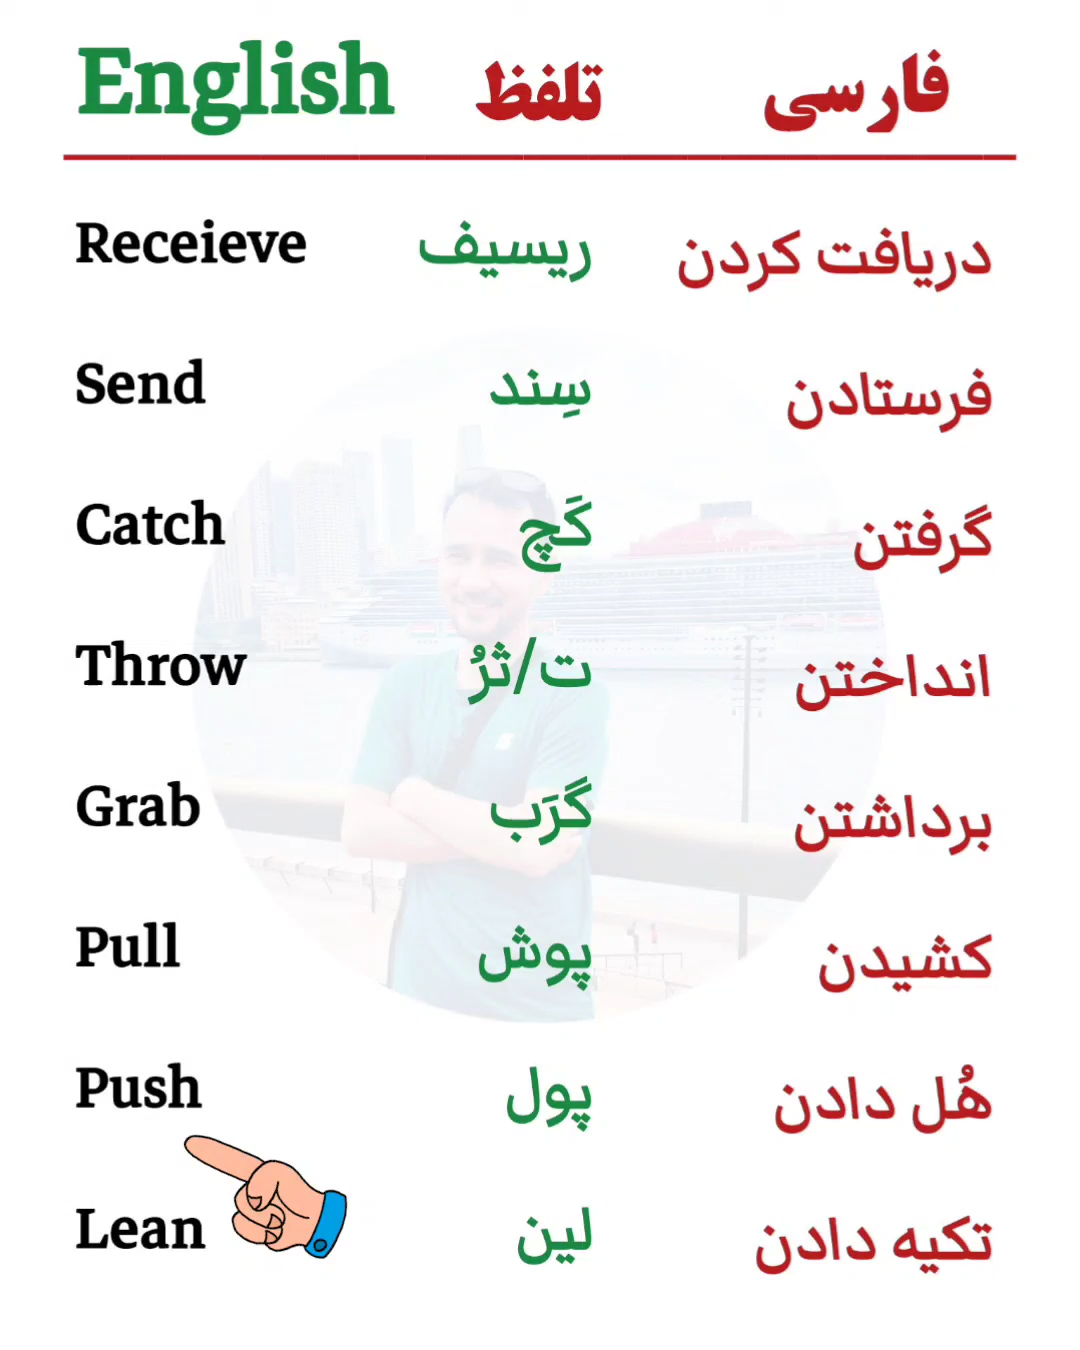 English تلفظ فارسی
Receieve ریسیف دریافت کردن
Send سِند فرستادن
Catch کَچ گرفتن
Throw ت/ثرُ انداختن
Grab گرَب برداشتن
Pull پوش کشیدن
Push پول هُل دادن
Lean لین تکیه دادن